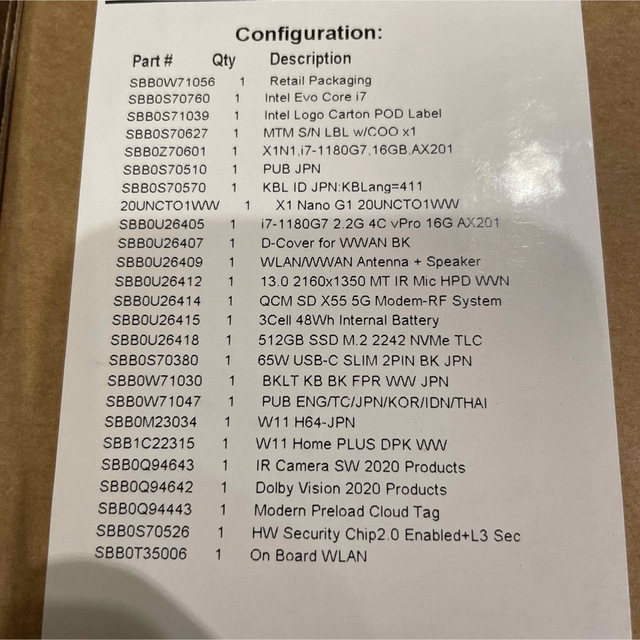 Configuration:
Part # Qty Description
SBB0W71056 1 Retail Packaging
SBB0S70760 1 Intel Evo Core i7
SBB0S71039 1 Intel Logo Carton POD Label
SBB0S70627 1 MTM S/N LBL w/COO x1
SBB0Z70601 1 X1N1,i7-1180G7,16GB,AX201
SBB0S70510 1 PUB JPN
SBB0S70570 1 KBL ID JPN:KBLang=411
20UNCTO1WW 1 X1 Nano G1 20UNCTO1WW
SBB0U26405 1 i7-1180G7 2.2G 4C vPro 16G AX201
SBB0U26407 1 D-Cover for WWAN BK
SBB0U26409 1 WLAN/WWAN Antenna + Speaker
SBB0U26412 1 13.0 2160x1350 MT IR Mic HPD WVN
SBB0U26414 1 QCM SD X55 5G Modem-RF System
SBB0U26415 1 3Cell 48Wh Internal Battery
SBB0U26418 1 512GB SSD M.2 2242 NVMe TLC
SBB0S70380 1 65W USB-C SLIM 2PIN BK JPN
SBB0W71030 1 BKLT KB BK FPR WW JPN
SBB0W71047 1 PUB ENG/TC/JPN/KOR/IDN/THAI
SBB0M23034 1 W11 H64-JPN
SBB1C22315 1 W11 Home PLUS DPK WW
SBB0Q94643 1 IR Camera SW 2020 Products
SBB0Q94642 1 Dolby Vision 2020 Products
SBB0Q94443 1 Modern Preload Cloud Tag
SBB0S70526 1 HW Security Chip2.0 Enabled+L3 Sec
SBB0T35006 1 On Board WLAN